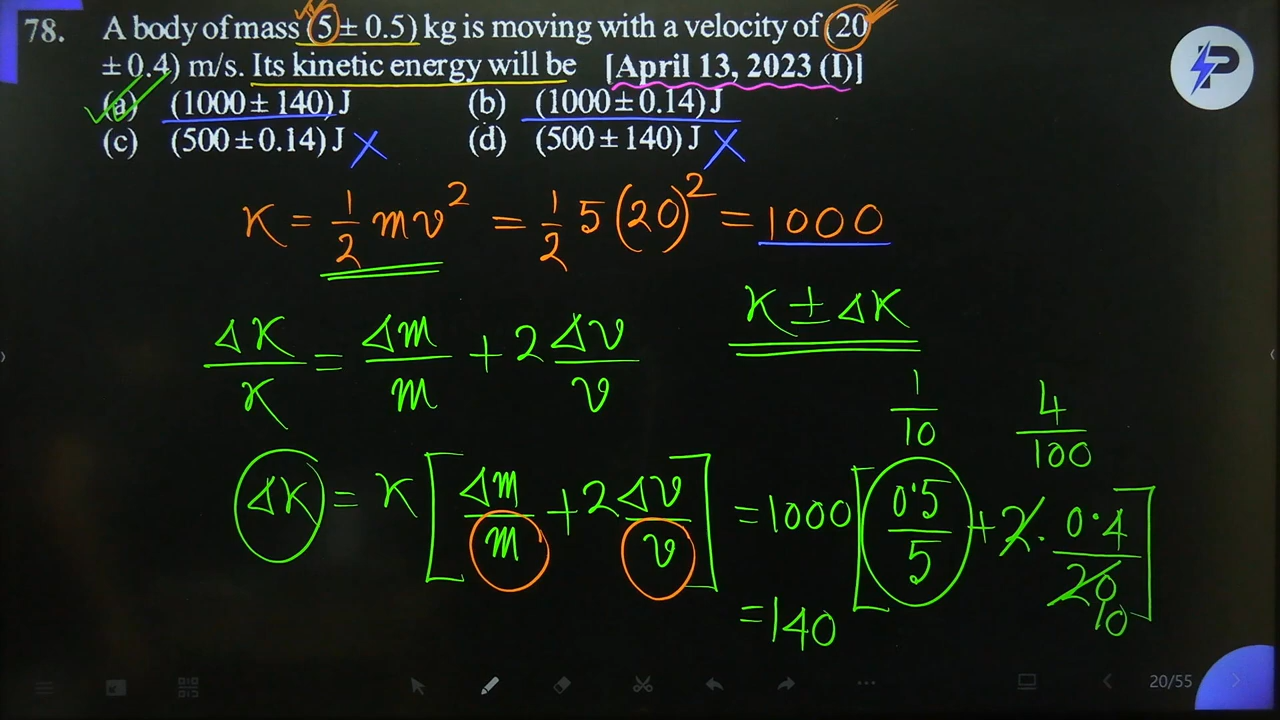 78. A body of mass (5 ± 0.5) kg is moving with a velocity of (20
± 0.4) m/s. Its kinetic energy will be [April 13, 2023 (I)]
(a) (1000 ± 140) J (b) (1000 ± 0.14) J
(c) (500 ± 0.14) J (d) (500 ± 140) J
K = 1/2 mv² = 1/2 5(20)² = 1000
K ± ΔK
ΔK/K = Δm/m + 2 Δv/v
1/10 4/100
ΔK = K[Δm/m + 2Δv/v] = 1000[0.5/5 + 2. 0.4/20]
10
= 140
20/55